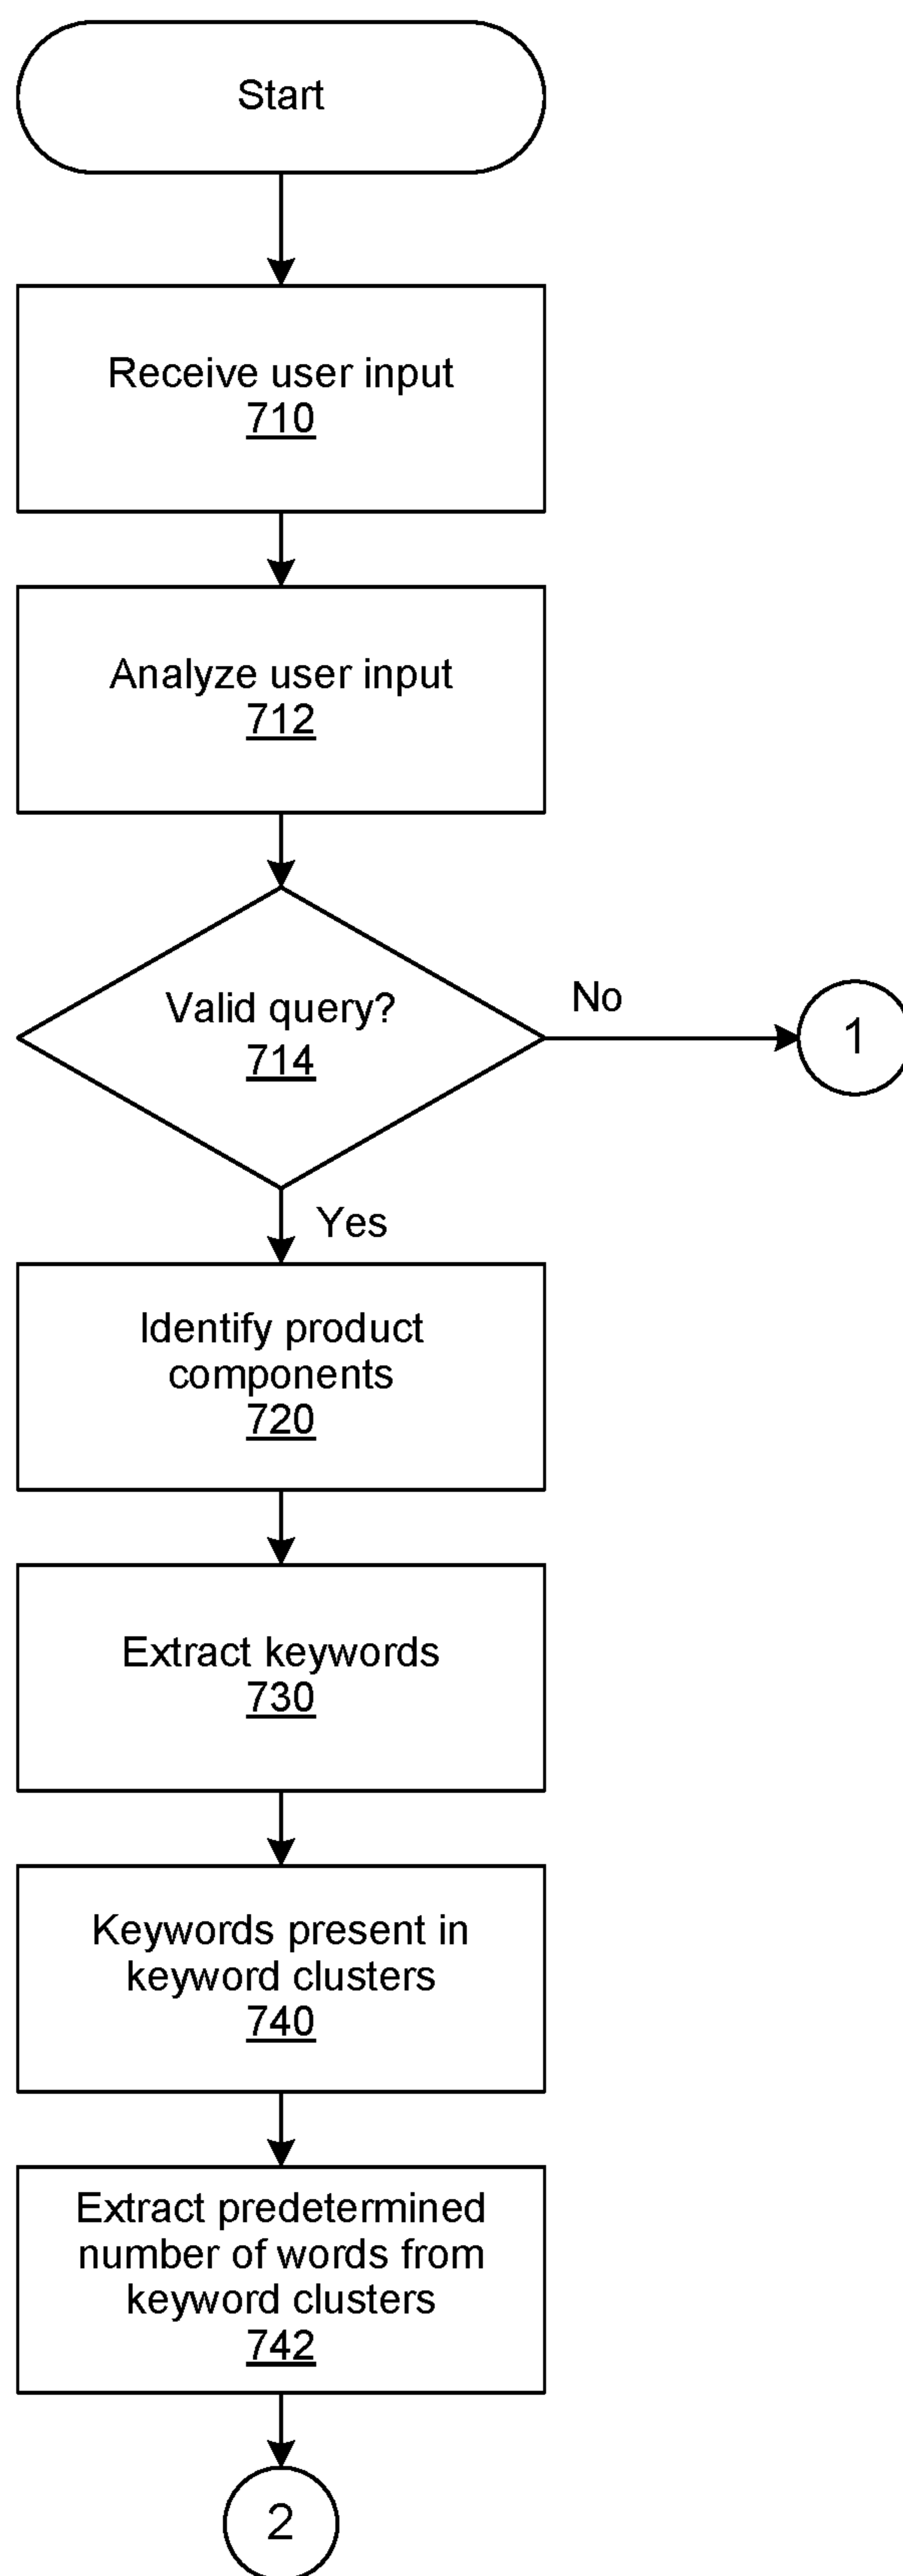 Start
Receive user input
710
Analyze user input
712
Valid query?
714
No
1
Yes
Identify product
components
720
Extract keywords
730
Keywords present in
keyword clusters
740
Extract predetermined
number of words from
keyword clusters
742
2